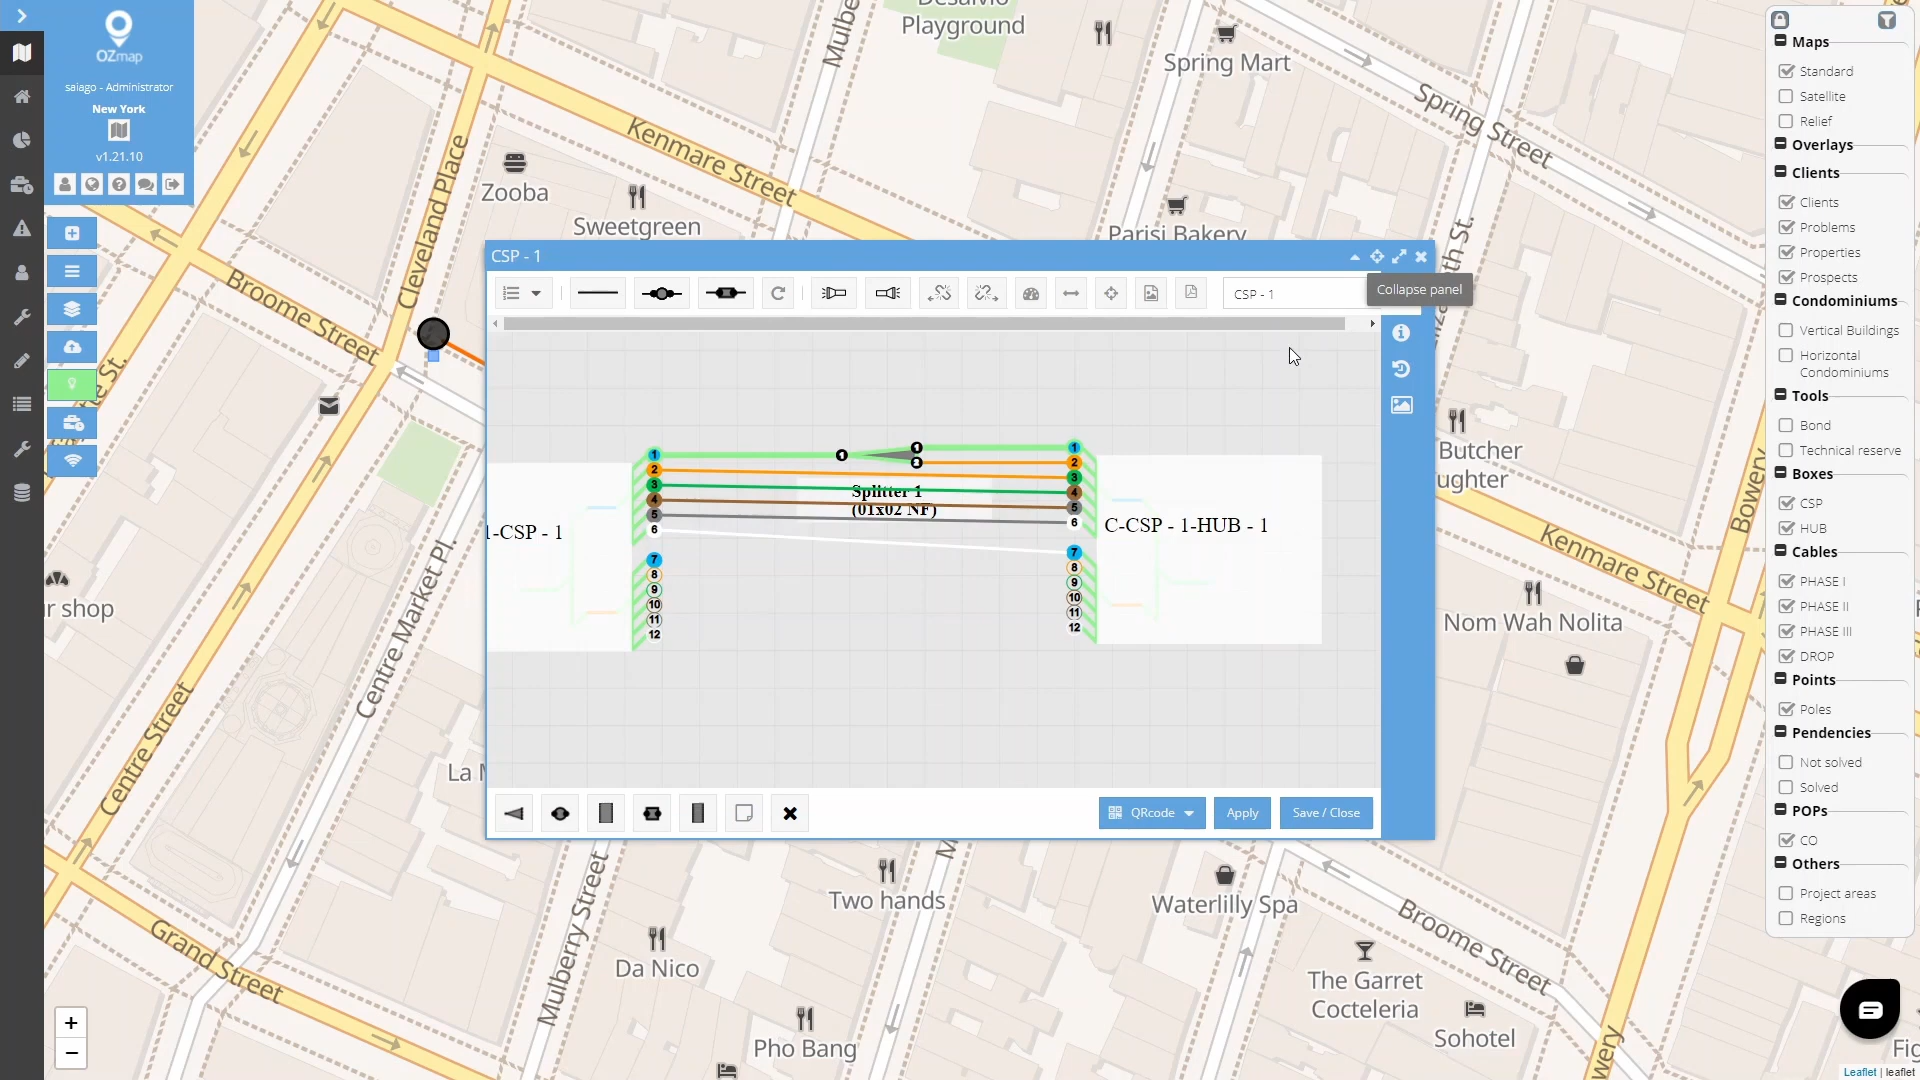 OZmap
saiago - Administrator
New York
v1.21.10
Playground
Spring Mart
Spring Street
Kenmare Street
Cleveland Place
Zooba
Sweetgreen
Parisi Bakery
Broome Street
CSP - 1
CSP - 1
Collapse panel
1
2
3
4
5
6
7
8
9
10
11
12
1
1
2
Splitter 1
(01x02 NF)
1-CSP - 1
1
2
3
4
5
6
7
8
9
10
11
12
C-CSP - 1-HUB - 1
QRcode
Apply
Save / Close
Butcher
Bowery
Kenmare Street
Nom Wah Nolita
Centre Market Pl.
Centre Street
Grand Street
Mulberry Street
Two hands
Da Nico
Pho Bang
Waterlilly Spa
Broome Street
The Garret
Cocteleria
Sohotel
+
−
Maps
Standard
Satellite
Relief
Overlays
Clients
Clients
Problems
Properties
Prospects
Condominiums
Vertical Buildings
Horizontal
Condominiums
Tools
Bond
Technical reserve
Boxes
CSP
HUB
Cables
PHASE I
PHASE II
PHASE III
DROP
Points
Poles
Pendencies
Not solved
Solved
POPs
CO
Others
Project areas
Regions
Leaflet | leaflet